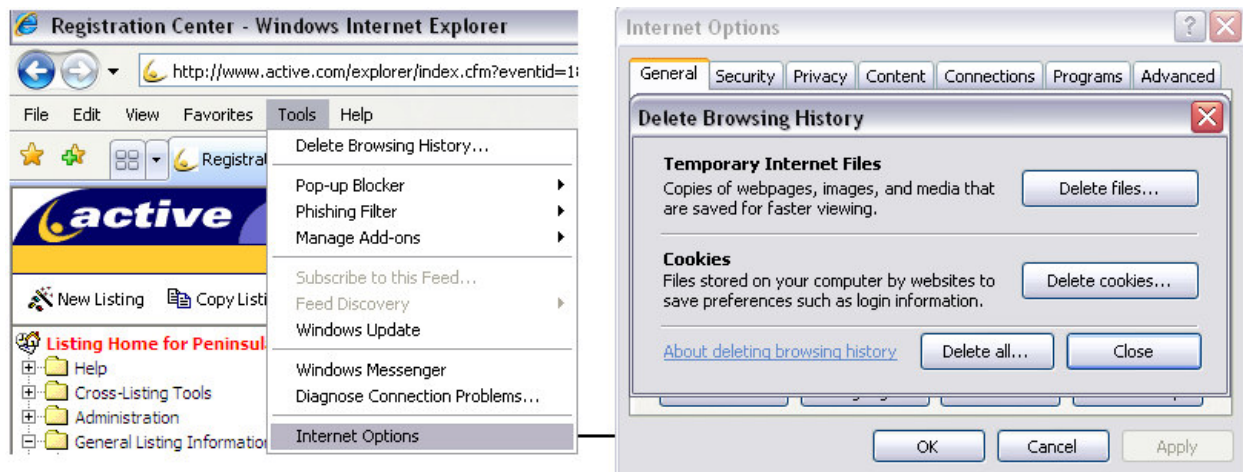 Registration Center - Windows Internet Explorer
http://www.active.com/explorer/index.cfm?eventid=1
File Edit View Favorites Tools Help
Registra
active
New Listing Copy Listi
Listing Home for Peninsul
Help
Cross-Listing Tools
Administration
General Listing Information
Delete Browsing History...
Pop-up Blocker
Phishing Filter
Manage Add-ons
Subscribe to this Feed...
Feed Discovery
Windows Update
Windows Messenger
Diagnose Connection Problems...
Internet Options
Internet Options
General Security Privacy Content Connections Programs Advanced
Delete Browsing History
Temporary Internet Files
Copies of webpages, images, and media that
are saved for faster viewing.
Delete files...
Cookies
Files stored on your computer by websites to
save preferences such as login information.
Delete cookies...
About deleting browsing history Delete all... Close
OK Cancel Apply